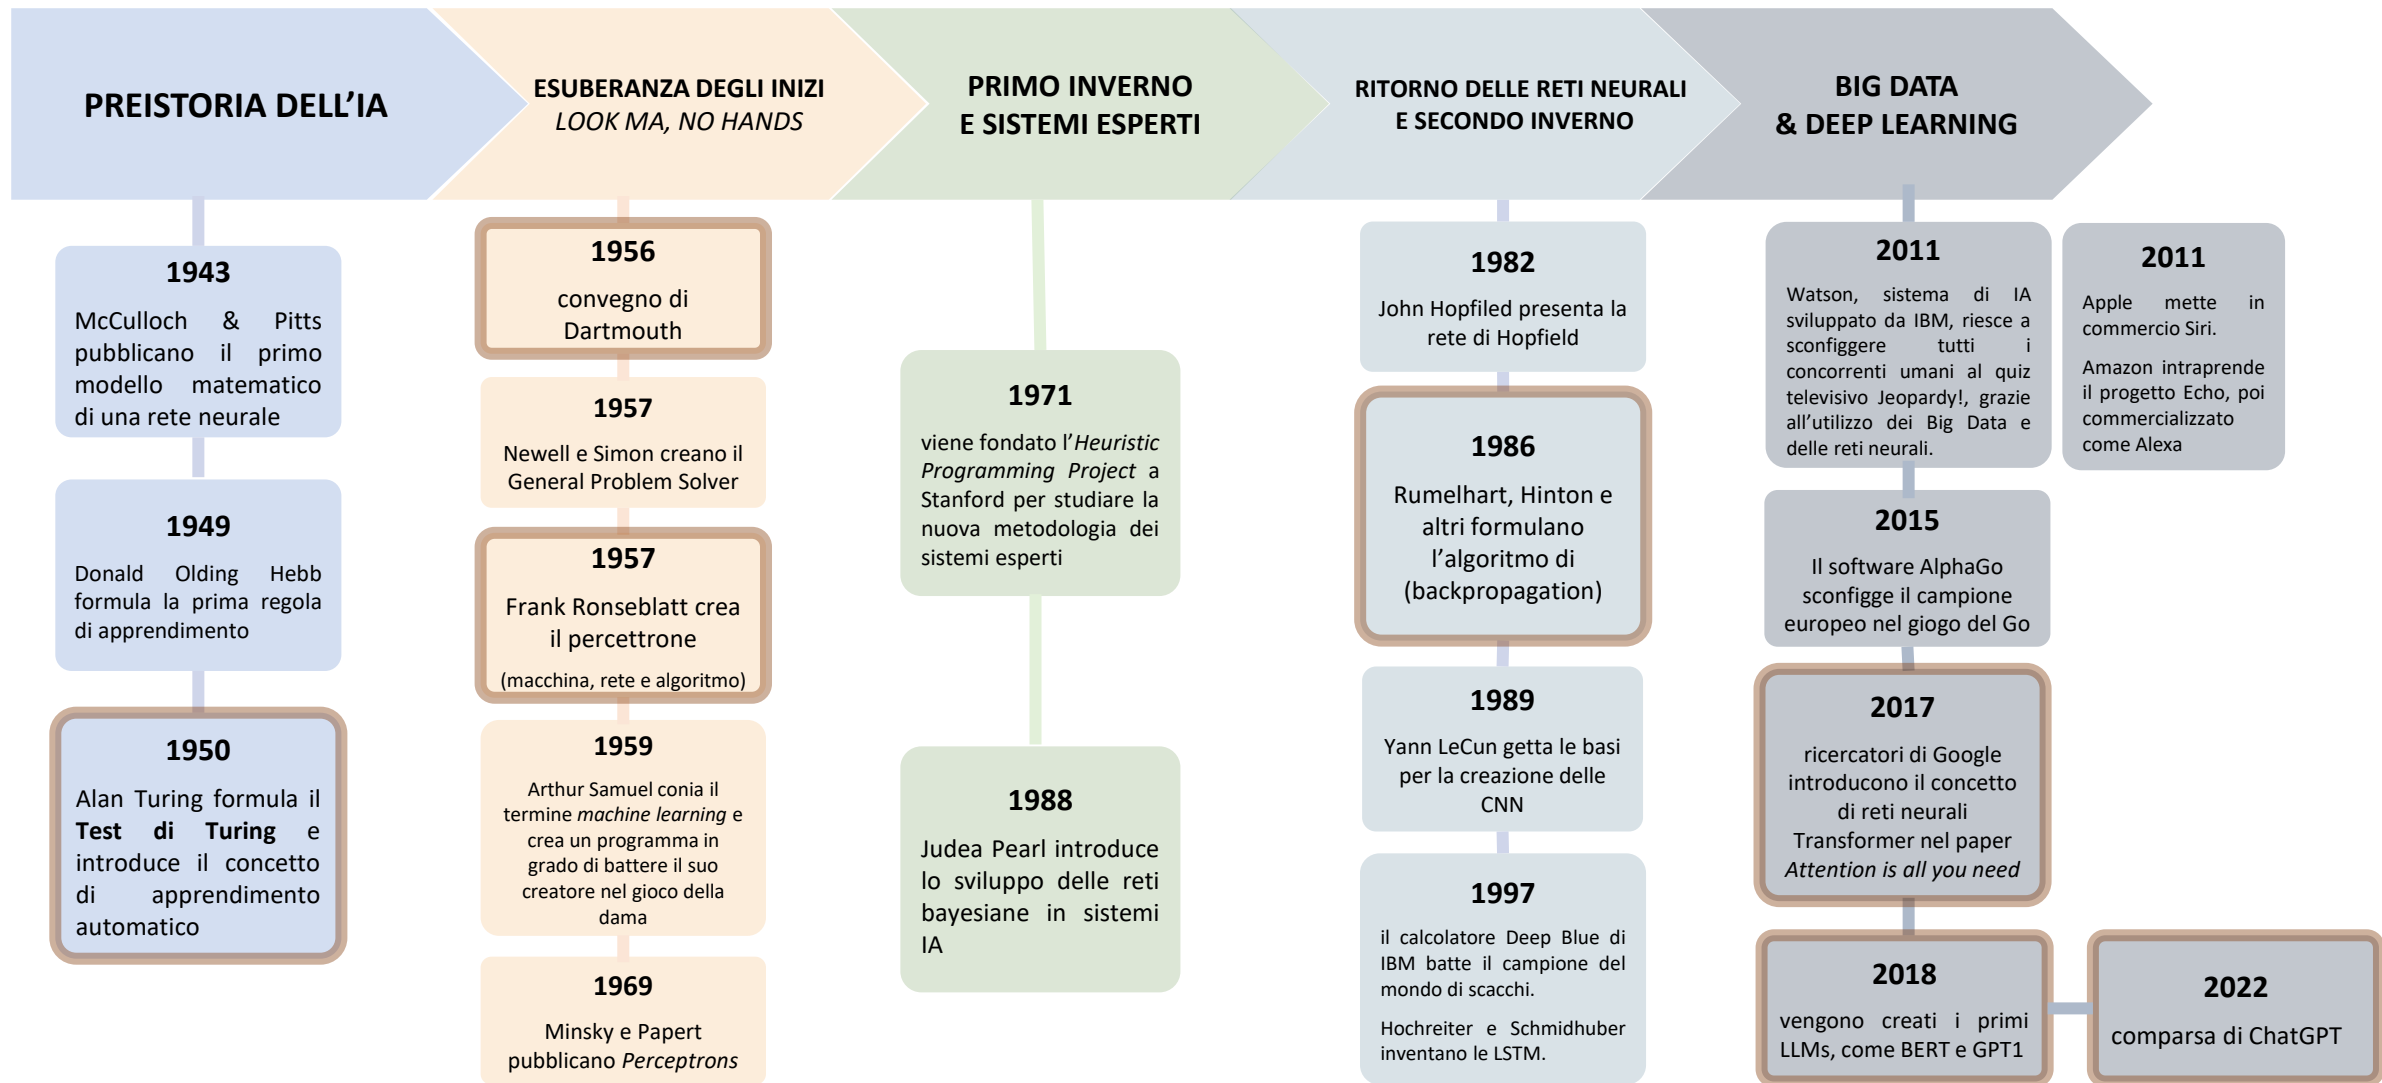 PREISTORIA DELL'IA
ESUBERANZA DEGLI INIZI
LOOK MA, NO HANDS
PRIMO INVERNO
E SISTEMI ESPERTI
RITORNO DELLE RETI NEURALI
E SECONDO INVERNO
BIG DATA
& DEEP LEARNING
1943
McCulloch & Pitts
pubblicano il primo
modello matematico
di una rete neurale
1949
Donald Olding Hebb
formula la prima regola
di apprendimento
1950
Alan Turing formula il
Test di Turing e
introduce il concetto
di apprendimento
automatico
1956
convegno di
Dartmouth
1957
Newell e Simon creano il
General Problem Solver
1957
Frank Ronseblatt crea
il percettrone
(macchina, rete e algoritmo)
1959
Arthur Samuel conia il
termine machine learning e
crea un programma in
grado di battere il suo
creatore nel gioco della
dama
1969
Minsky e Papert
pubblicano Perceptrons
1971
viene fondato l'Heuristic
Programming Project a
Stanford per studiare la
nuova metodologia dei
sistemi esperti
1988
Judea Pearl introduce
lo sviluppo delle reti
bayesiane in sistemi
IA
1982
John Hopfiled presenta la
rete di Hopfield
1986
Rumelhart, Hinton e
altri formulano
l'algoritmo di
(backpropagation)
1989
Yann LeCun getta le basi
per la creazione delle
CNN
1997
il calcolatore Deep Blue di
IBM batte il campione del
mondo di scacchi.
Hochreiter e Schmidhuber
inventano le LSTM.
2011
Watson, sistema di IA
sviluppato da IBM, riesce a
sconfiggere tutti i
concorrenti umani al quiz
televisivo Jeopardy!, grazie
all'utilizzo dei Big Data e
delle reti neurali.
2011
Apple mette in
commercio Siri.
Amazon intraprende
il progetto Echo, poi
commercializzato
come Alexa
2015
Il software AlphaGo
sconfigge il campione
europeo nel giogo del Go
2017
ricercatori di Google
introducono il concetto
di reti neurali
Transformer nel paper
Attention is all you need
2018
vengono creati i primi
LLMs, come BERT e GPT1
2022
comparsa di ChatGPT